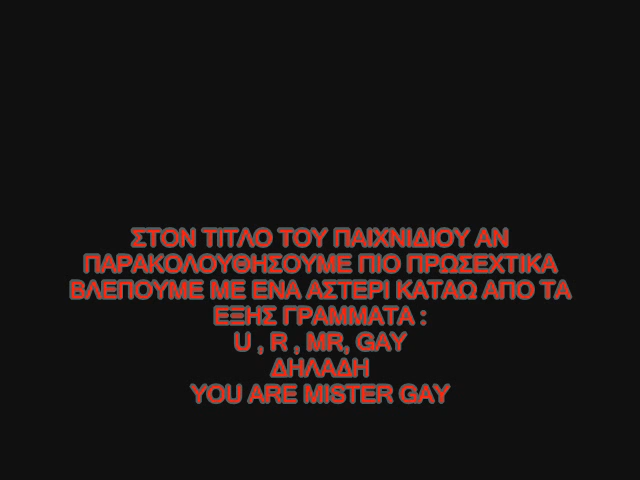 ΣΤΟΝ ΤΙΤΛΟ ΤΟΥ ΠΑΙΧΝΙΔΙΟΥ ΑΝ
ΠΑΡΑΚΟΛΟΥΘΗΣΟΥΜΕ ΠΙΟ ΠΡΩΣΕΧΤΙΚΑ
ΒΛΕΠΟΥΜΕ ΜΕ ΕΝΑ ΑΣΤΕΡΙ ΚΑΤΑΩ ΑΠΟ ΤΑ
ΕΞΗΣ ΓΡΑΜΜΑΤΑ :
U , R , MR, GAY
ΔΗΛΑΔΗ
YOU ARE MISTER GAY